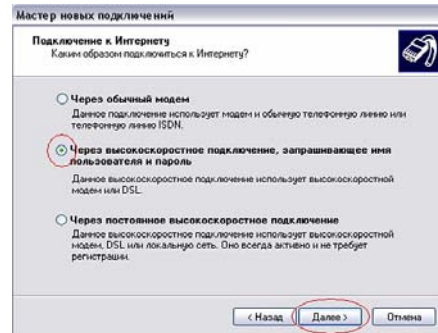 Мастер новых подключений
Подключение к Интернету
Каким образом подключиться к Интернету?
Через обычный модем
Данное подключение использует модем и обычную телефонную линию или
телефонную линию ISDN.
Через высокоскоростное подключение, запрашивающее имя
пользователя и пароль
Данное высокоскоростное подключение использует высокоскоростной
модем или DSL.
Через постоянное высокоскоростное подключение
Данное высокоскоростное подключение использует высокоскоростной
модем, DSL или локальную сеть. Оно всегда активно и не требует
регистрации.
< Назад
Далее >
Отмена